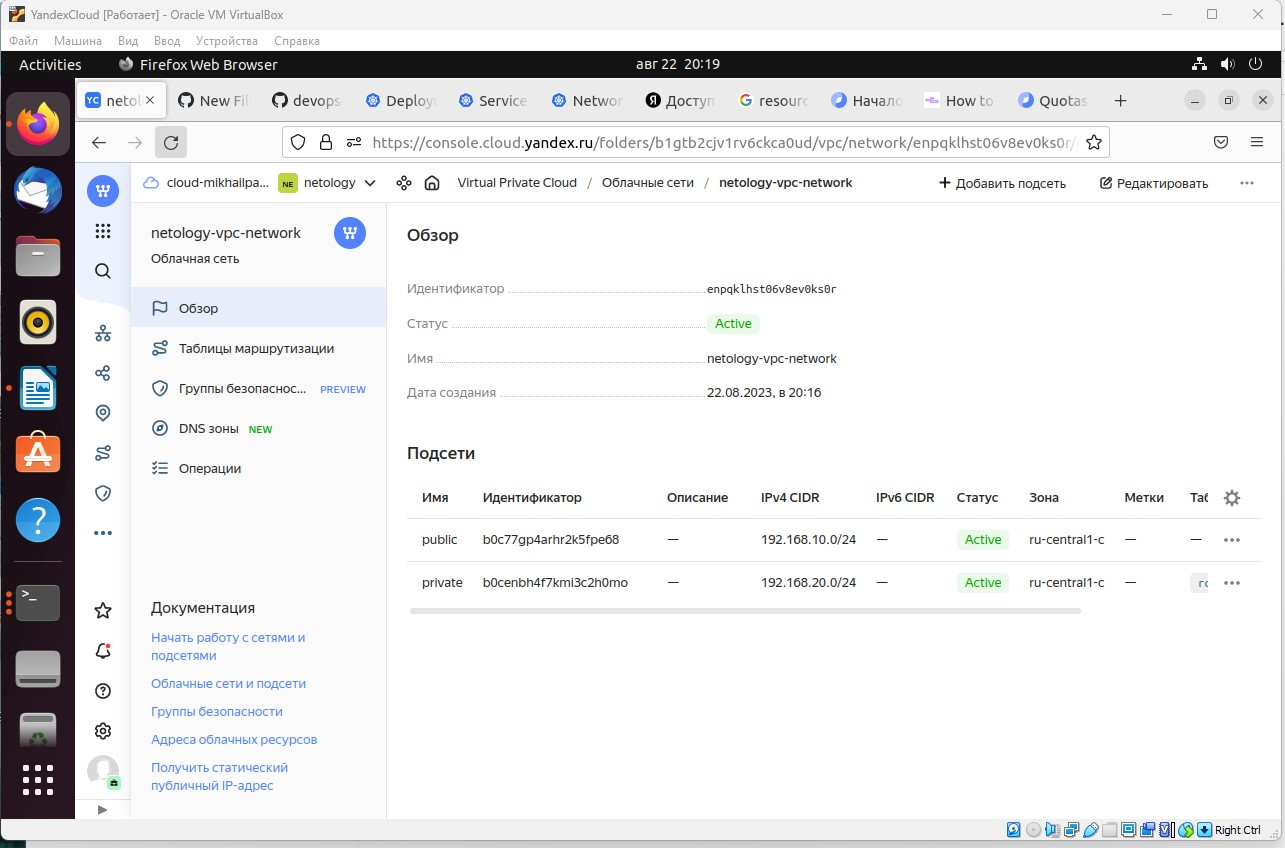 YandexCloud [Работает] - Oracle VM VirtualBox
Файл Машина Вид Ввод Устройства Справка
Activities Firefox Web Browser авг 22 20:19
YC netol New Fil devops- Deploy Service Networ Я Доступ G resourc Начало How to Quotas
https://console.cloud.yandex.ru/folders/b1gtb2cjv1rv6ckca0ud/vpc/network/enpqklhst06v8ev0ks0r/
cloud-mikhailpa... NE netology Virtual Private Cloud / Облачные сети / netology-vpc-network Добавить подсеть Редактировать
netology-vpc-network
Облачная сеть
Обзор
Таблицы маршрутизации
Группы безопаснос... PREVIEW
DNS зоны NEW
Операции
Документация
Начать работу с сетями и
подсетями
Облачные сети и подсети
Группы безопасности
Адреса облачных ресурсов
Получить статический
публичный IP-адрес
Обзор
Идентификатор enpqklhst06v8ev0ks0r
Статус Active
Имя netology-vpc-network
Дата создания 22.08.2023, в 20:16
Подсети
Имя Идентификатор Описание IPv4 CIDR IPv6 CIDR Статус Зона Метки Таб
public b0c77gp4arhr2k5fpe68 — 192.168.10.0/24 — Active ru-central1-c — —
private b0cenbh4f7kmi3c2h0mo — 192.168.20.0/24 — Active ru-central1-c —
Right Ctrl